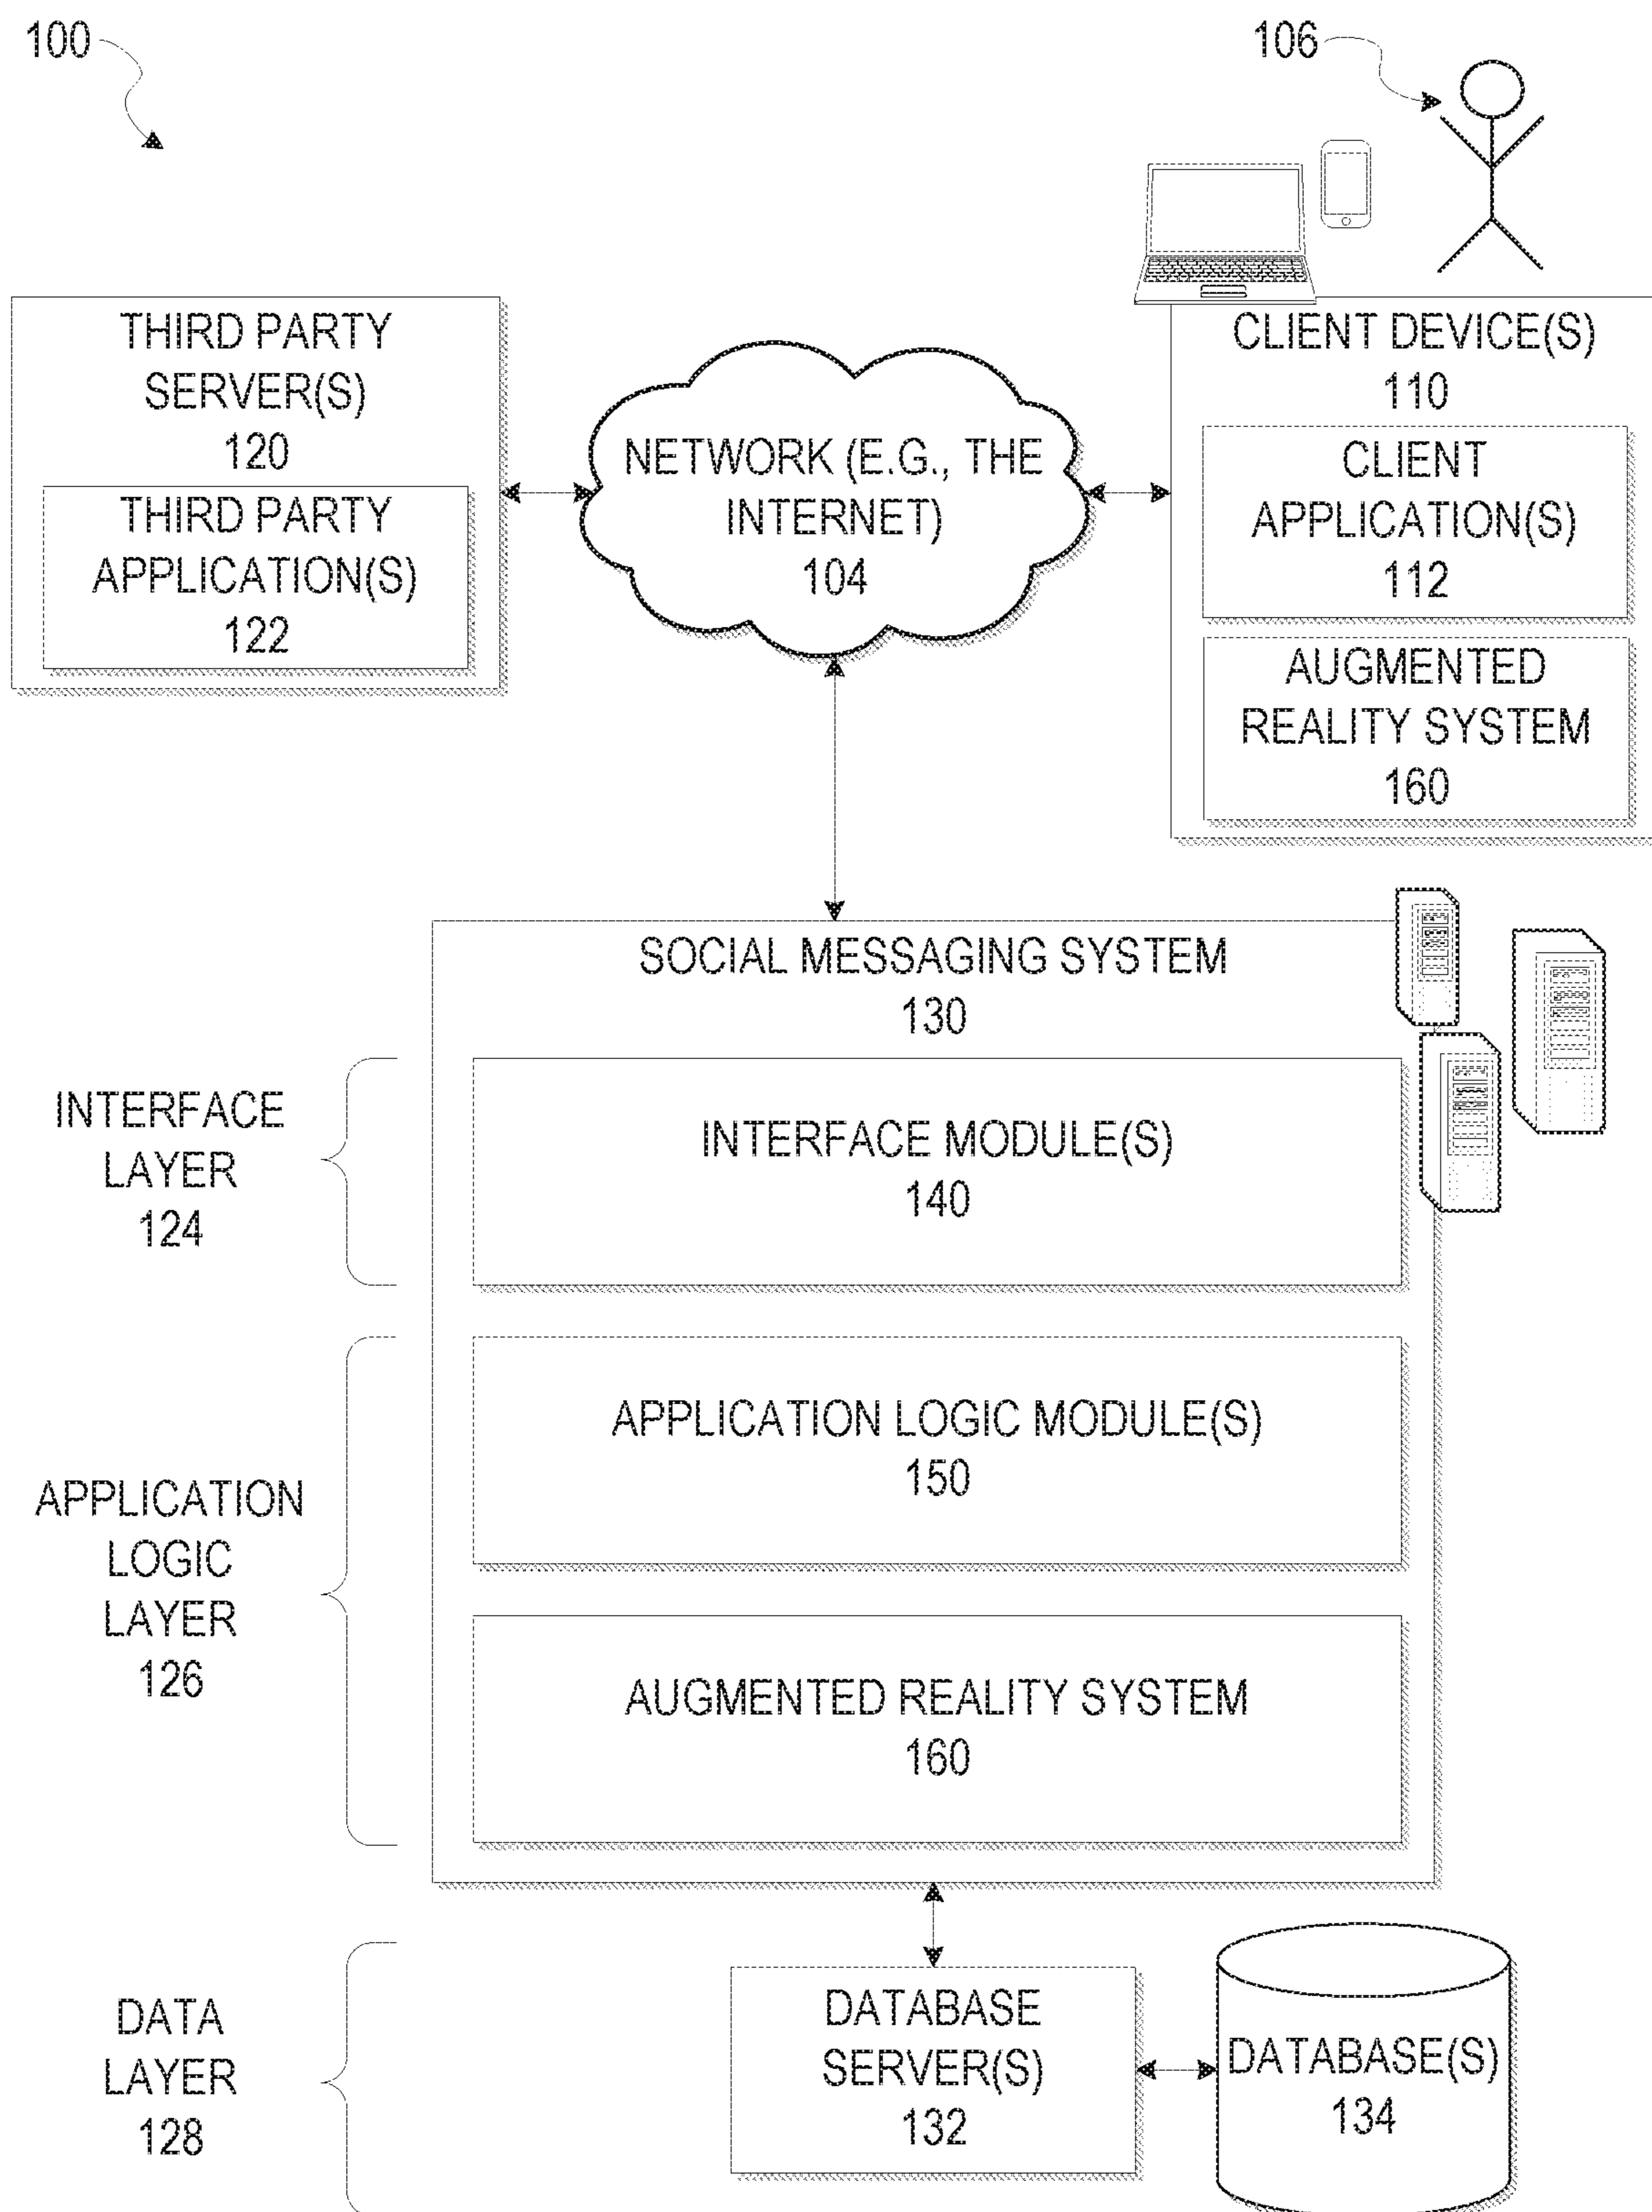 100
106
THIRD PARTY
SERVER(S)
120
THIRD PARTY
APPLICATION(S)
122
NETWORK (E.G., THE
INTERNET)
104
CLIENT DEVICE(S)
110
CLIENT
APPLICATION(S)
112
AUGMENTED
REALITY SYSTEM
160
SOCIAL MESSAGING SYSTEM
130
INTERFACE
LAYER
124
INTERFACE MODULE(S)
140
APPLICATION
LOGIC
LAYER
126
APPLICATION LOGIC MODULE(S)
150
AUGMENTED REALITY SYSTEM
160
DATA
LAYER
128
DATABASE
SERVER(S)
132
DATABASE(S)
134